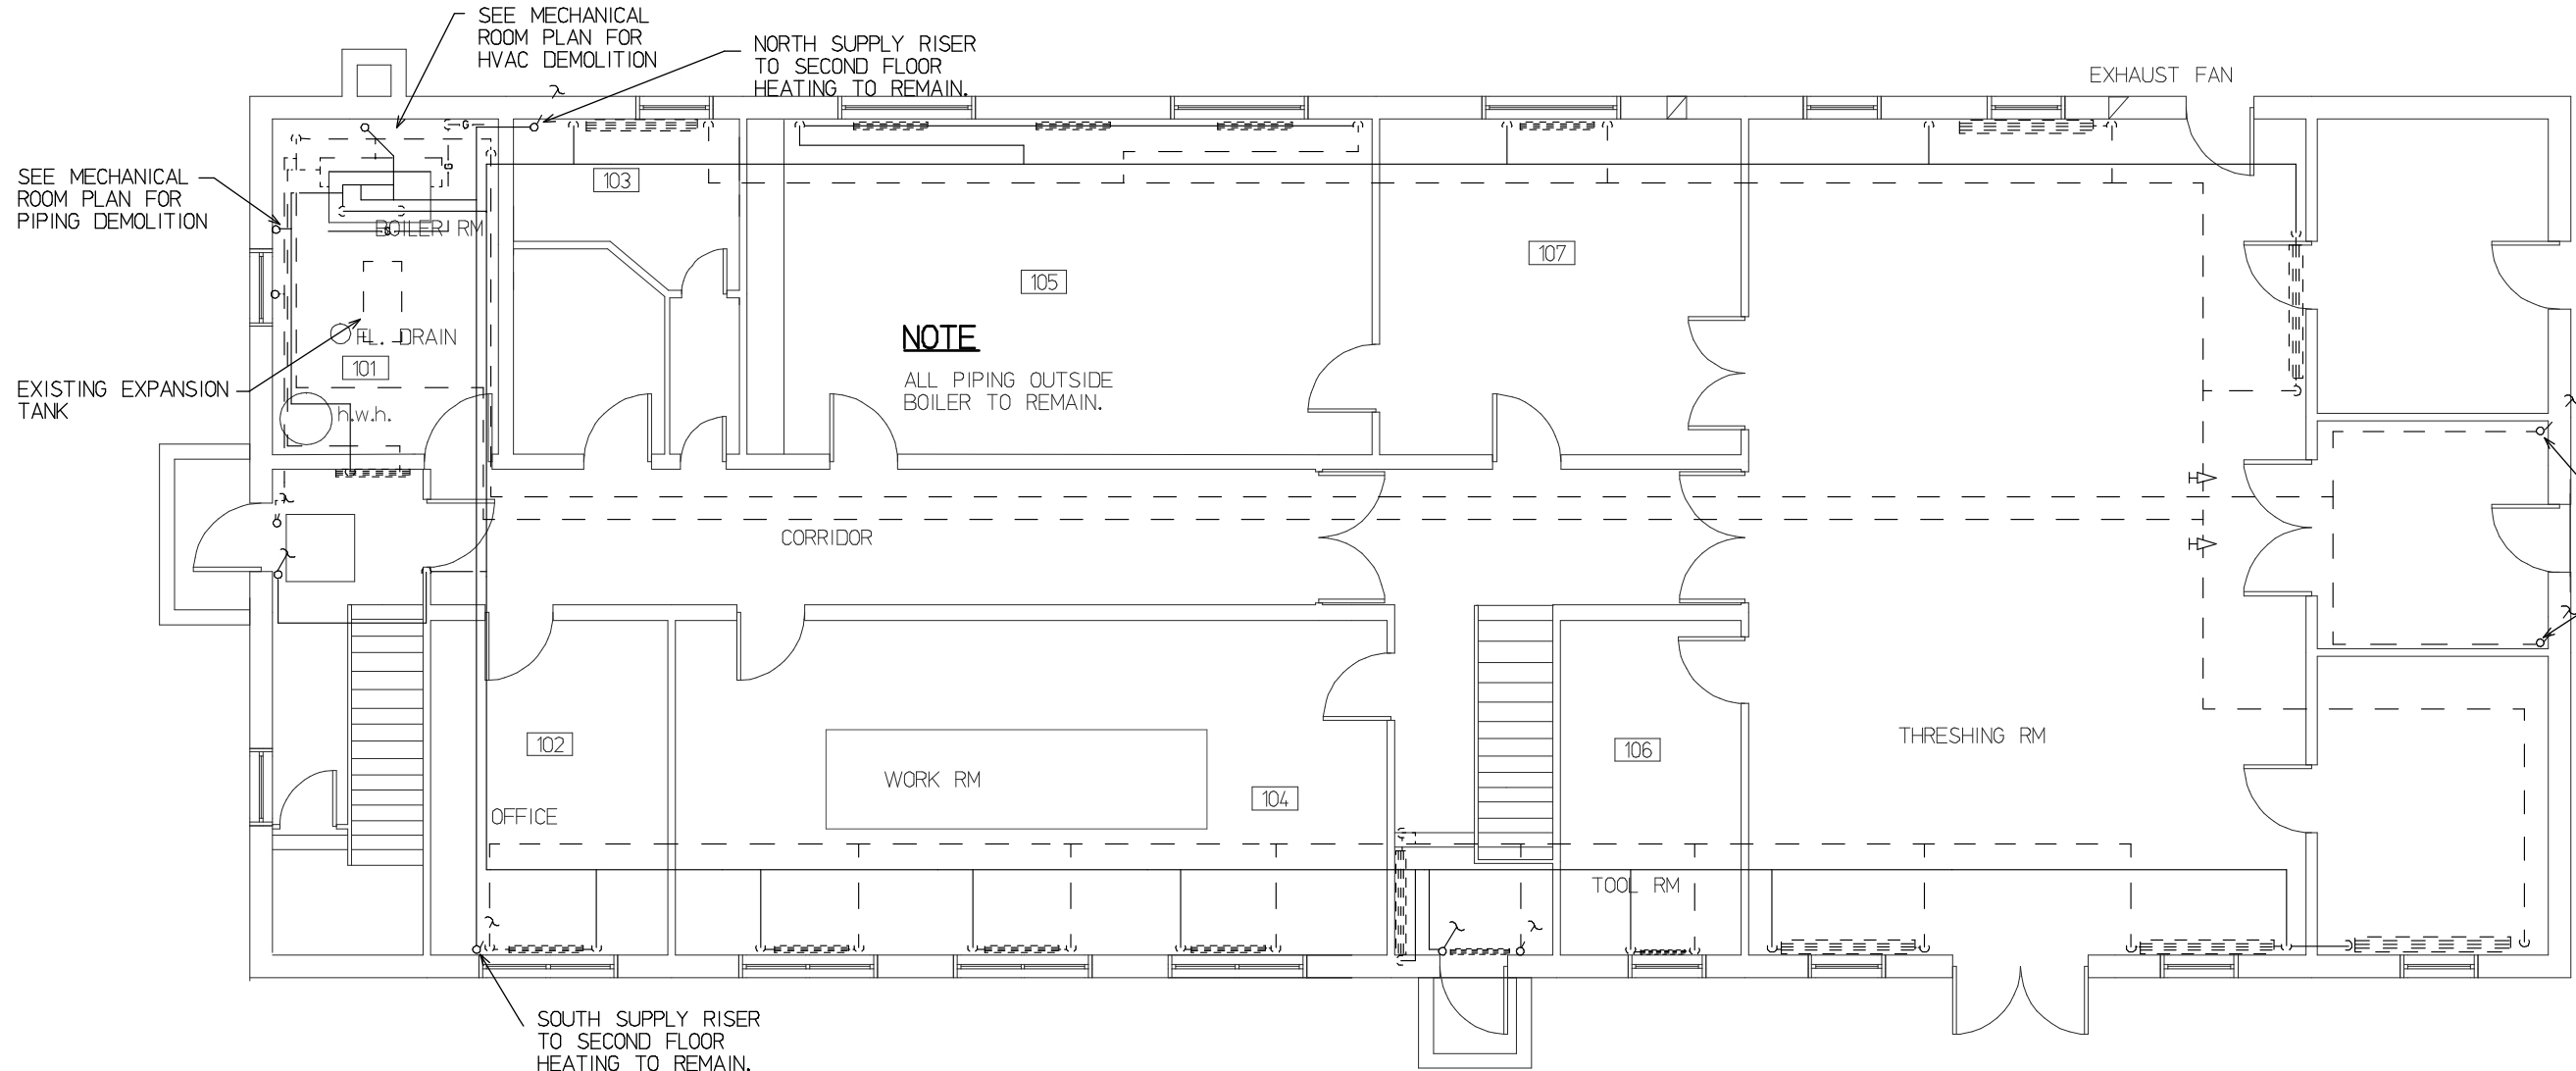 SEE MECHANICAL
ROOM PLAN FOR
HVAC DEMOLITION
NORTH SUPPLY RISER
TO SECOND FLOOR
HEATING TO REMAIN.
EXHAUST FAN
SEE MECHANICAL
ROOM PLAN FOR
PIPING DEMOLITION
G
G
103
BOILER RM
107
105
NOTE
FL. DRAIN
101
ALL PIPING OUTSIDE
BOILER TO REMAIN.
EXISTING EXPANSION
TANK
h.w.h.
CORRIDOR
102
106
THRESHING RM
WORK RM
104
OFFICE
TOOL RM
SOUTH SUPPLY RISER
TO SECOND FLOOR
HEATING TO REMAIN.